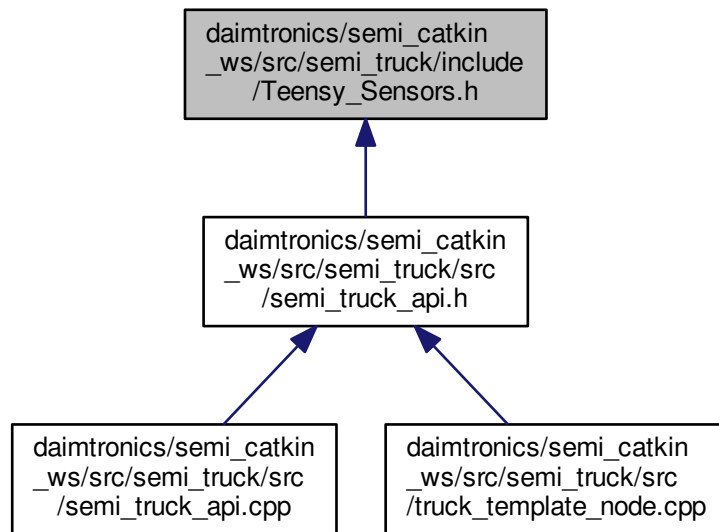 daimtronics/semi_catkin
_ws/src/semi_truck/include
/Teensy_Sensors.h
daimtronics/semi_catkin
_ws/src/semi_truck/src
/semi_truck_api.h
daimtronics/semi_catkin
_ws/src/semi_truck/src
/semi_truck_api.cpp
daimtronics/semi_catkin
_ws/src/semi_truck/src
/truck_template_node.cpp